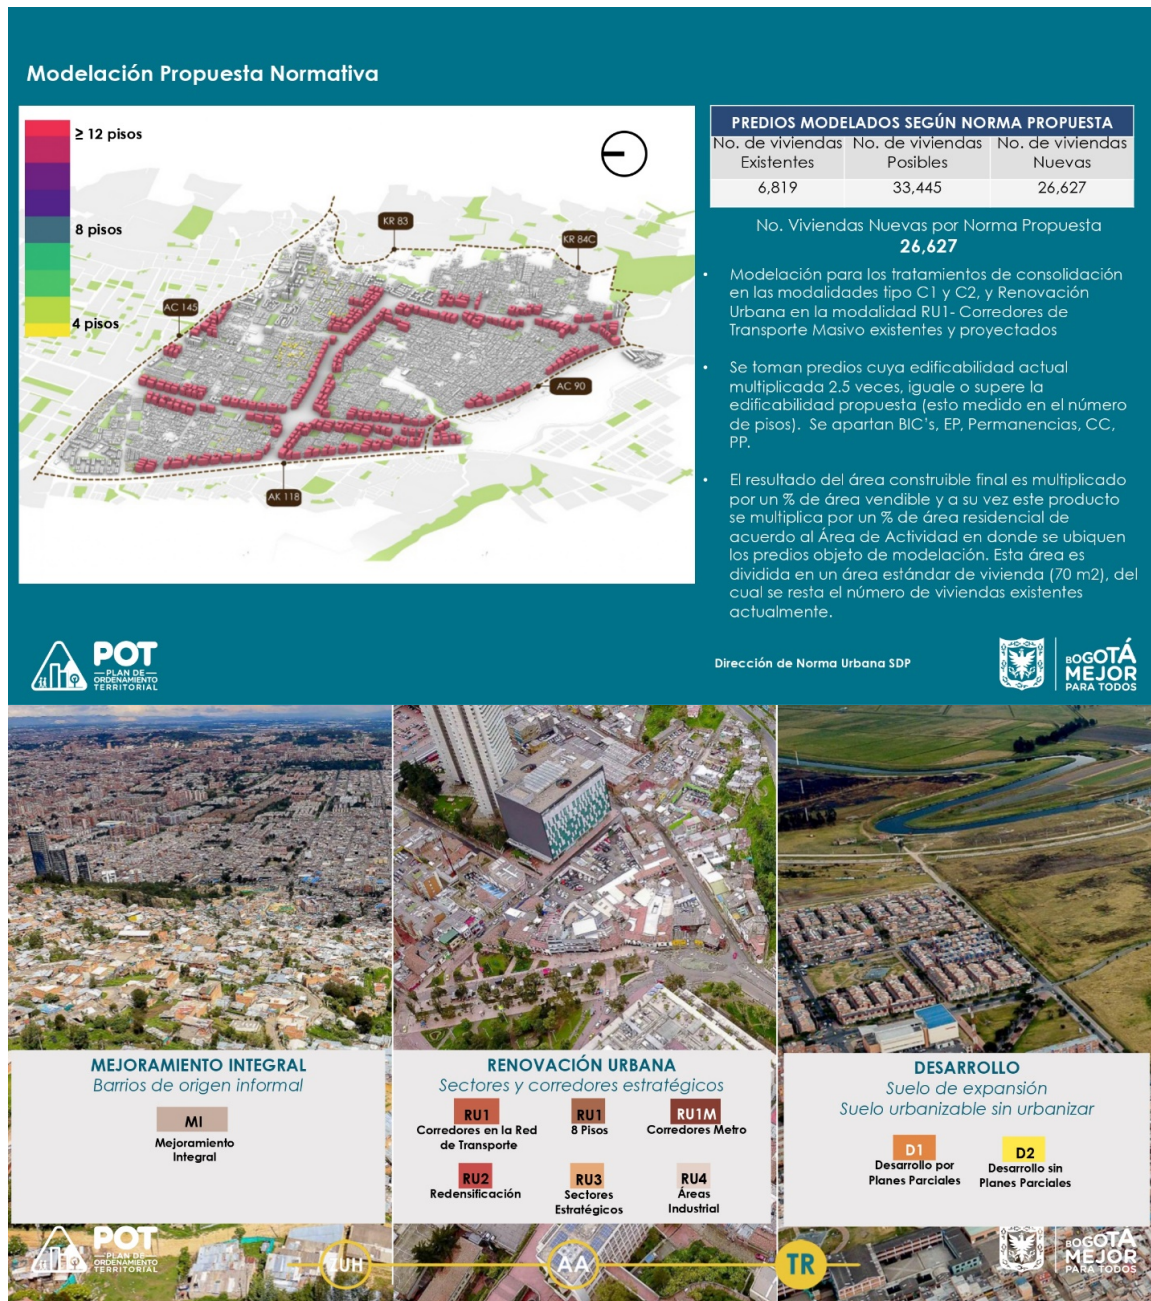 Modelación Propuesta Normativa
≥ 12 pisos
8 pisos
4 pisos
KR 83
KR 84C
AC 145
AC 90
AK 118
PREDIOS MODELADOS SEGÚN NORMA PROPUESTA
No. de viviendas Existentes
No. de viviendas Posibles
No. de viviendas Nuevas
6,819
33,445
26,627
No. Viviendas Nuevas por Norma Propuesta
26,627
• Modelación para los tratamientos de consolidación
en las modalidades tipo C1 y C2, y Renovación
Urbana en la modalidad RU1- Corredores de
Transporte Masivo existentes y proyectados
• Se toman predios cuya edificabilidad actual
multiplicada 2.5 veces, iguale o supere la
edificabilidad propuesta (esto medido en el número
de pisos). Se apartan BIC's, EP, Permanencias, CC,
PP.
• El resultado del área construible final es multiplicado
por un % de área vendible y a su vez este producto
se multiplica por un % de área residencial de
acuerdo al Área de Actividad en donde se ubiquen
los predios objeto de modelación. Esta área es
dividida en un área estándar de vivienda (70 m2), del
cual se resta el número de viviendas existentes
actualmente.
POT
PLAN DE
ORDENAMIENTO
TERRITORIAL
Dirección de Norma Urbana SDP
BOGOTÁ
MEJOR
PARA TODOS
MEJORAMIENTO INTEGRAL
Barrios de origen informal
MI
Mejoramiento
Integral
RENOVACIÓN URBANA
Sectores y corredores estratégicos
RU1
Corredores en la Red
de Transporte
RU1
8 Pisos
RU1M
Corredores Metro
RU2
Redensificación
RU3
Sectores
Estratégicos
RU4
Áreas
Industrial
DESARROLLO
Suelo de expansión
Suelo urbanizable sin urbanizar
D1
Desarrollo por
Planes Parciales
D2
Desarrollo sin
Planes Parciales
POT
PLAN DE
ORDENAMIENTO
TERRITORIAL
ZUH
AA
TR
BOGOTÁ
MEJOR
PARA TODOS